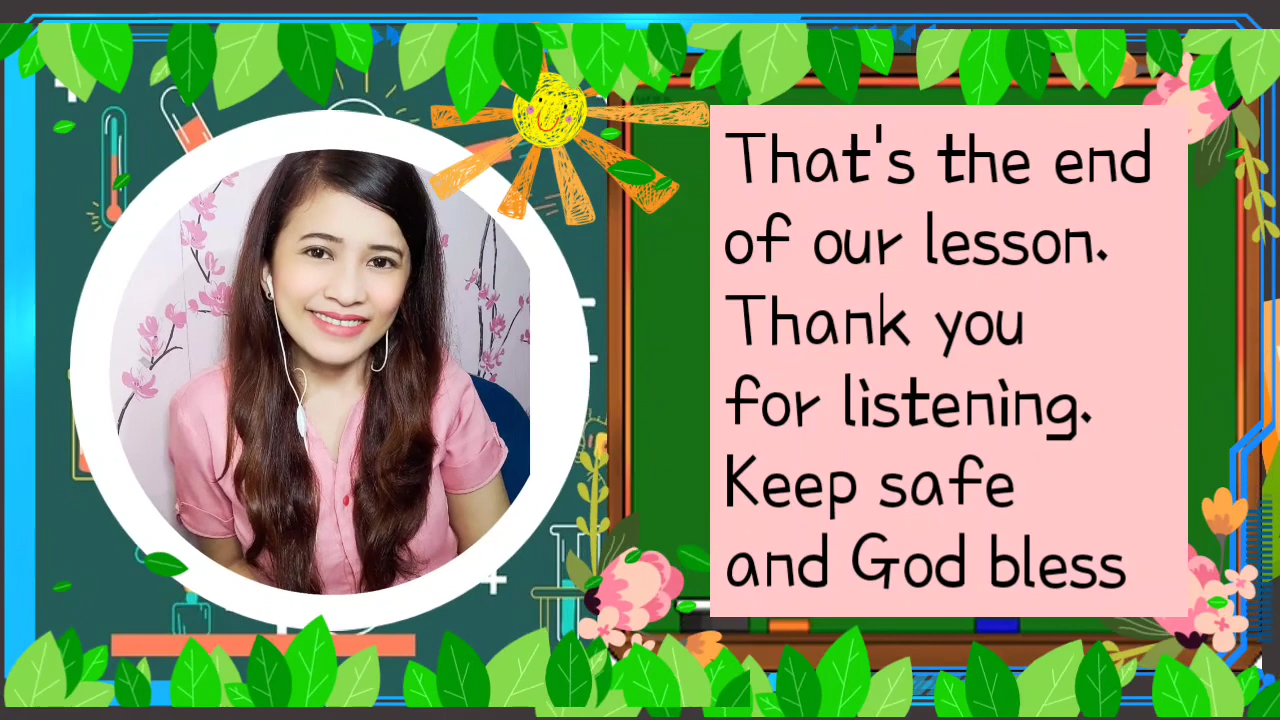 That's the end
of our lesson.
Thank you
for listening.
Keep safe
and God bless